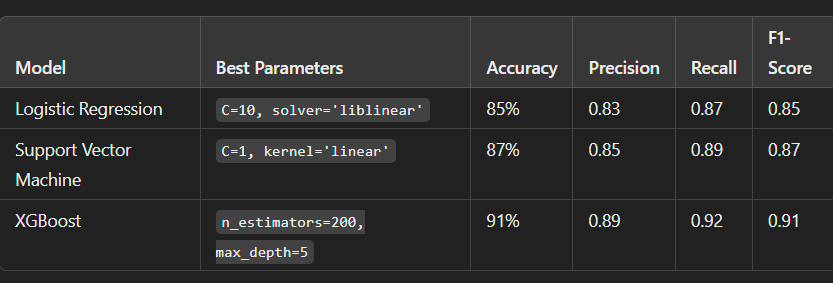 Model Best Parameters Accuracy Precision Recall F1-
Score
Logistic Regression C=10, solver='liblinear' 85% 0.83 0.87 0.85
Support Vector C=1, kernel='linear' 87% 0.85 0.89 0.87
Machine
XGBoost n_estimators=200, 91% 0.89 0.92 0.91
max_depth=5